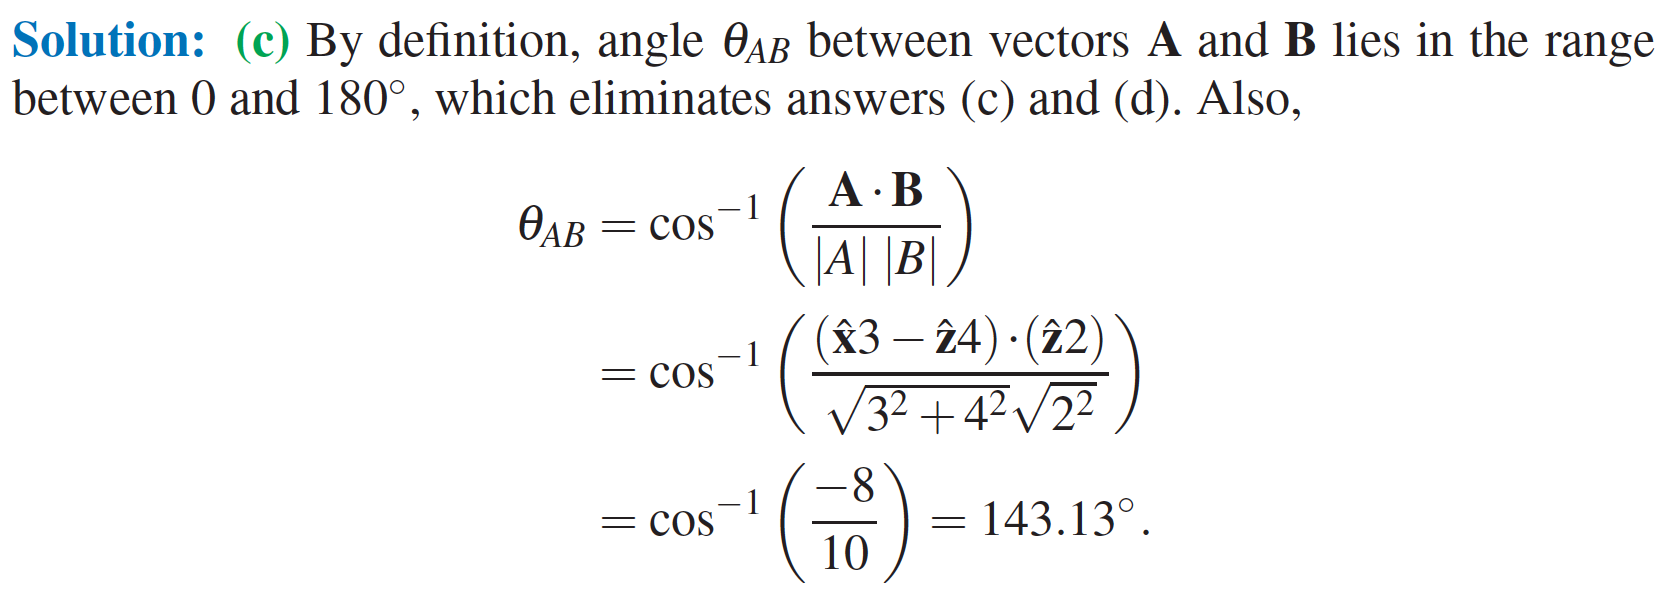 Solution: (c) By definition, angle θ_AB between vectors A and B lies in the range
between 0 and 180°, which eliminates answers (c) and (d). Also,
θ_AB = cos⁻¹ ( A · B / |A| |B| )
= cos⁻¹ ( (x̂3 − ẑ4) · (ẑ2) / √(3² + 4²) √(2²) )
= cos⁻¹ ( −8 / 10 ) = 143.13°.